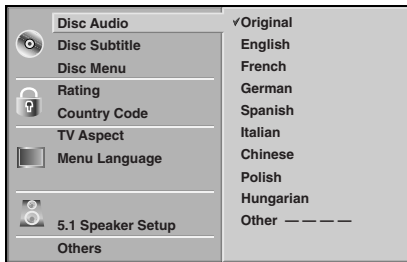 Disc Audio
Disc Subtitle
Disc Menu
Rating
Country Code
TV Aspect
Menu Language
5.1 Speaker Setup
Others
✓Original
English
French
German
Spanish
Italian
Chinese
Polish
Hungarian
Other — — — —